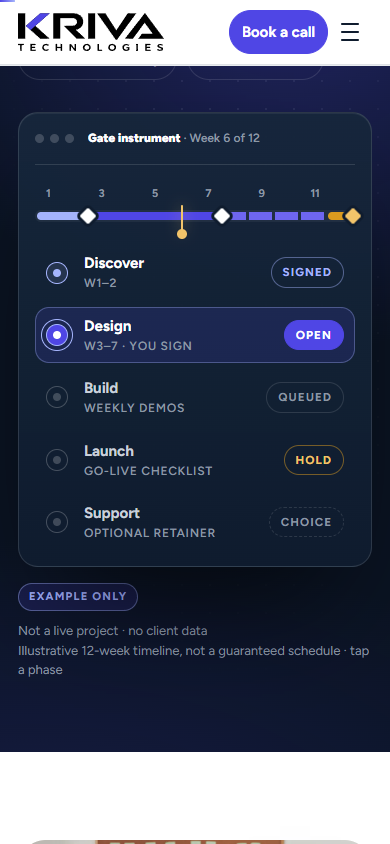 KRIVA
TECHNOLOGIES
Book a call
Gate instrument · Week 6 of 12
1 3 5 7 9 11
Discover
W1–2
SIGNED
Design
W3–7 · YOU SIGN
OPEN
Build
WEEKLY DEMOS
QUEUED
Launch
GO-LIVE CHECKLIST
HOLD
Support
OPTIONAL RETAINER
CHOICE
EXAMPLE ONLY
Not a live project · no client data
Illustrative 12-week timeline, not a guaranteed schedule · tap
a phase